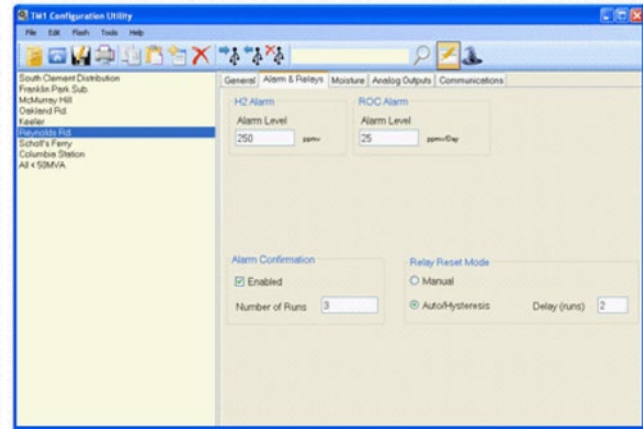 TM1 Configuration Utility
File Edit Flash Tools Help
South Clement Distribution
Franklin Park Sub.
McMurray Hill
Oakland Rd.
Keeler
Reynolds Rd.
Scholl's Ferry
Columbia Station
All < 50MVA
General Alarm & Relays Moisture Analog Outputs Communications
H2 Alarm
Alarm Level
250 ppmv
ROC Alarm
Alarm Level
25 ppmv/Day
Alarm Confirmation
Enabled
Number of Runs 3
Relay Reset Mode
Manual
Auto/Hysteresis Delay (runs) 2